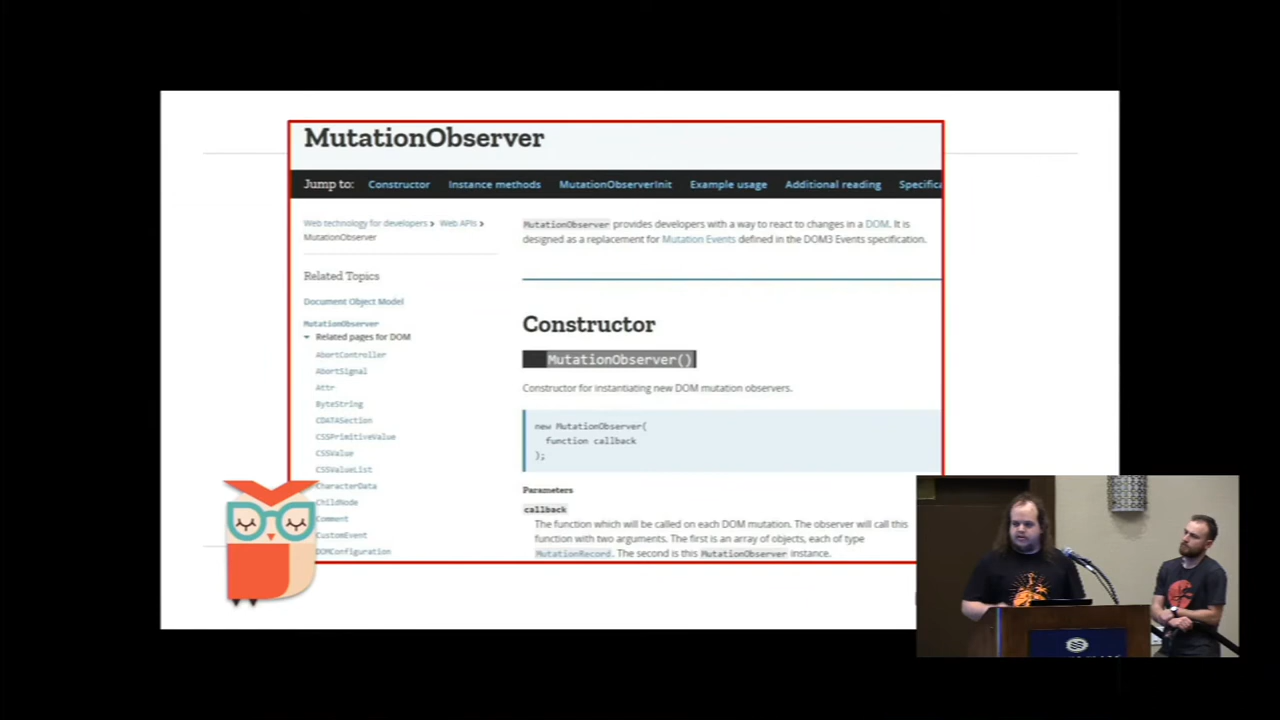 MutationObserver
Jump to: Constructor Instance methods MutationObserverInit Example usage Additional reading Specifica
Web technology for developers › Web APIs ›
MutationObserver
Related Topics
Document Object Model
MutationObserver
Related pages for DOM
AbortController
AbortSignal
Attr
ByteString
CDATASection
CSSPrimitiveValue
CSSValue
CSSValueList
CharacterData
ChildNode
Comment
CustomEvent
DOMConfiguration
MutationObserver provides developers with a way to react to changes in a DOM. It is
designed as a replacement for Mutation Events defined in the DOM3 Events specification.
Constructor
MutationObserver()
Constructor for instantiating new DOM mutation observers.
new MutationObserver(
function callback
);
Parameters
callback
The function which will be called on each DOM mutation. The observer will call this
function with two arguments. The first is an array of objects, each of type
MutationRecord. The second is this MutationObserver instance.